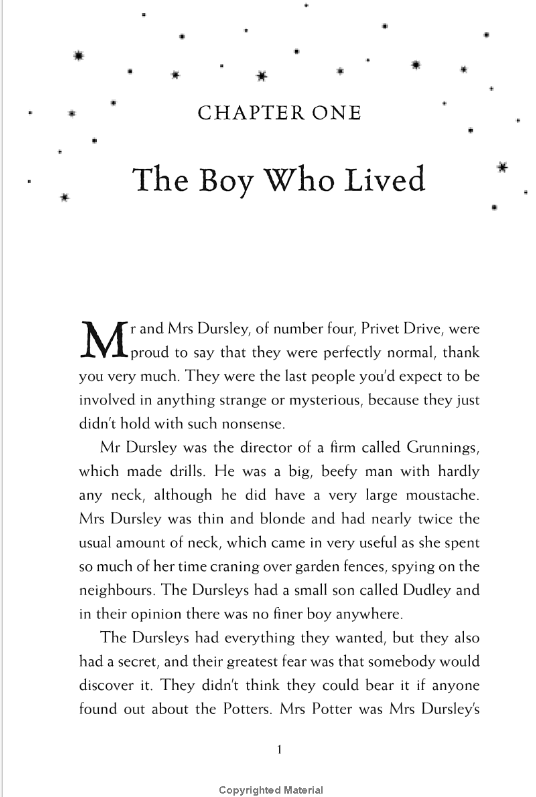 CHAPTER ONE
The Boy Who Lived
Mr and Mrs Dursley, of number four, Privet Drive, were
proud to say that they were perfectly normal, thank
you very much. They were the last people you’d expect to be
involved in anything strange or mysterious, because they just
didn’t hold with such nonsense.
Mr Dursley was the director of a firm called Grunnings,
which made drills. He was a big, beefy man with hardly
any neck, although he did have a very large moustache.
Mrs Dursley was thin and blonde and had nearly twice the
usual amount of neck, which came in very useful as she spent
so much of her time craning over garden fences, spying on the
neighbours. The Dursleys had a small son called Dudley and
in their opinion there was no finer boy anywhere.
The Dursleys had everything they wanted, but they also
had a secret, and their greatest fear was that somebody would
discover it. They didn’t think they could bear it if anyone
found out about the Potters. Mrs Potter was Mrs Dursley’s
1
Copyrighted Material